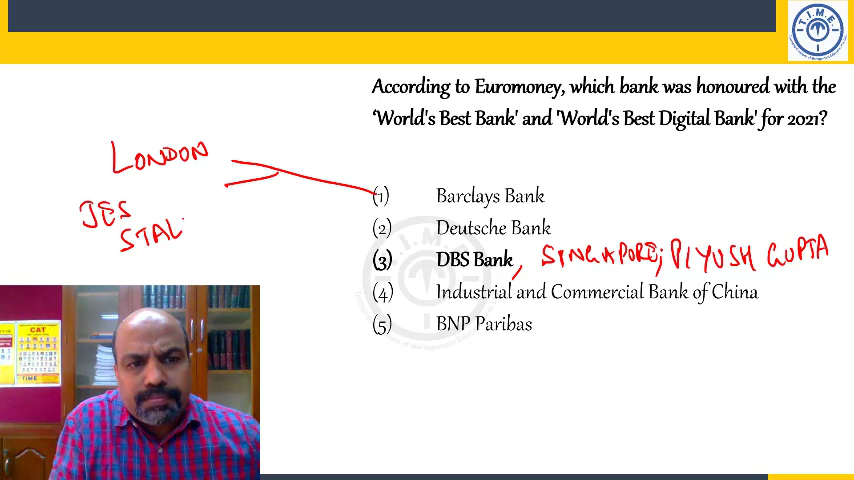 T.I.M.E.
According to Euromoney, which bank was honoured with the
'World's Best Bank' and 'World's Best Digital Bank' for 2021?
LONDON
JES
STAL
(1) Barclays Bank
(2) Deutsche Bank
(3) DBS Bank, SINGAPORE; PIYUSH GUPTA
(4) Industrial and Commercial Bank of China
(5) BNP Paribas
T.I.M.E.
CAT
TIME